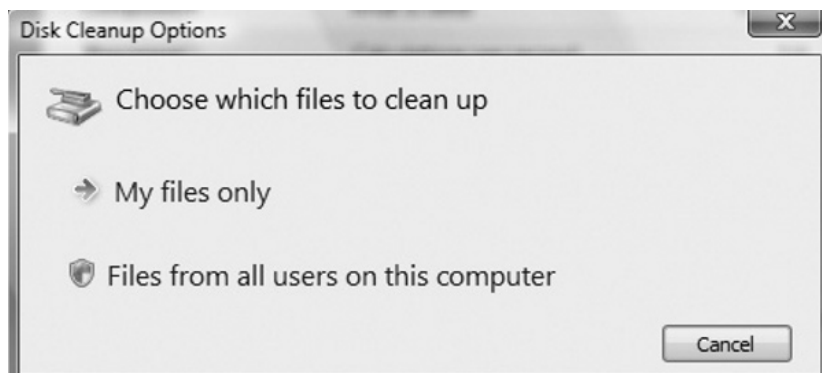 Disk Cleanup Options
Choose which files to clean up
My files only
Files from all users on this computer
Cancel